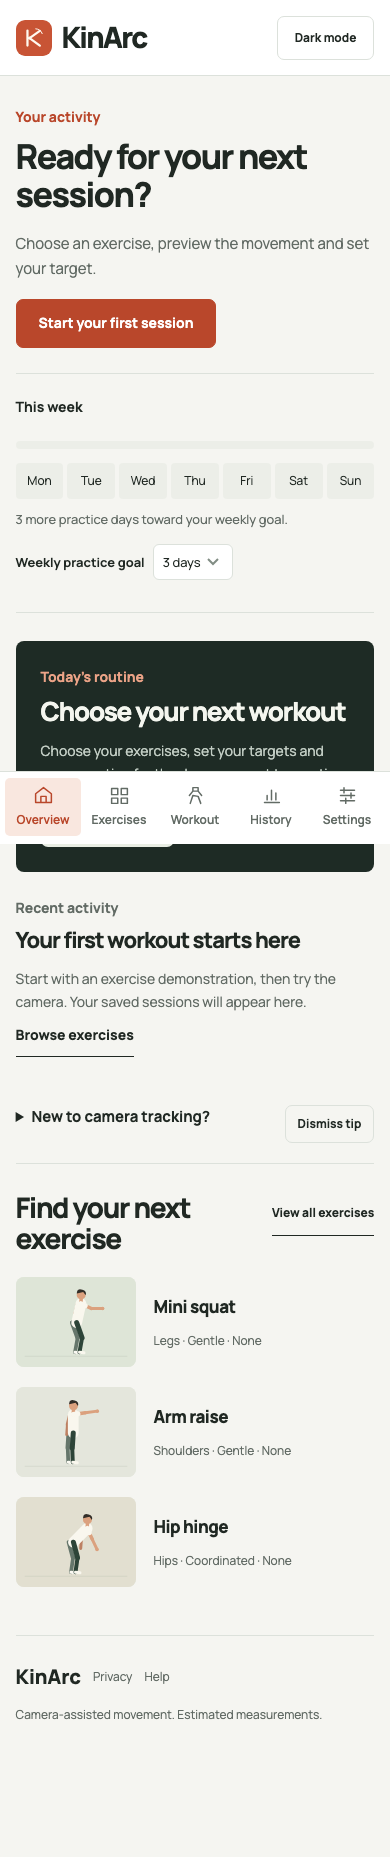 KinArc
Dark mode
Your activity
Ready for your next
session?
Choose an exercise, preview the movement and set
your target.
Start your first session
This week
Mon Tue Wed Thu Fri Sat Sun
3 more practice days toward your weekly goal.
Weekly practice goal 3 days
Today's routine
Choose your next workout
Choose your exercises, set your targets and
Overview Exercises Workout History Settings
Recent activity
Your first workout starts here
Start with an exercise demonstration, then try the
camera. Your saved sessions will appear here.
Browse exercises
New to camera tracking?
Dismiss tip
Find your next
exercise
View all exercises
Mini squat
Legs · Gentle · None
Arm raise
Shoulders · Gentle · None
Hip hinge
Hips · Coordinated · None
KinArc Privacy Help
Camera-assisted movement. Estimated measurements.